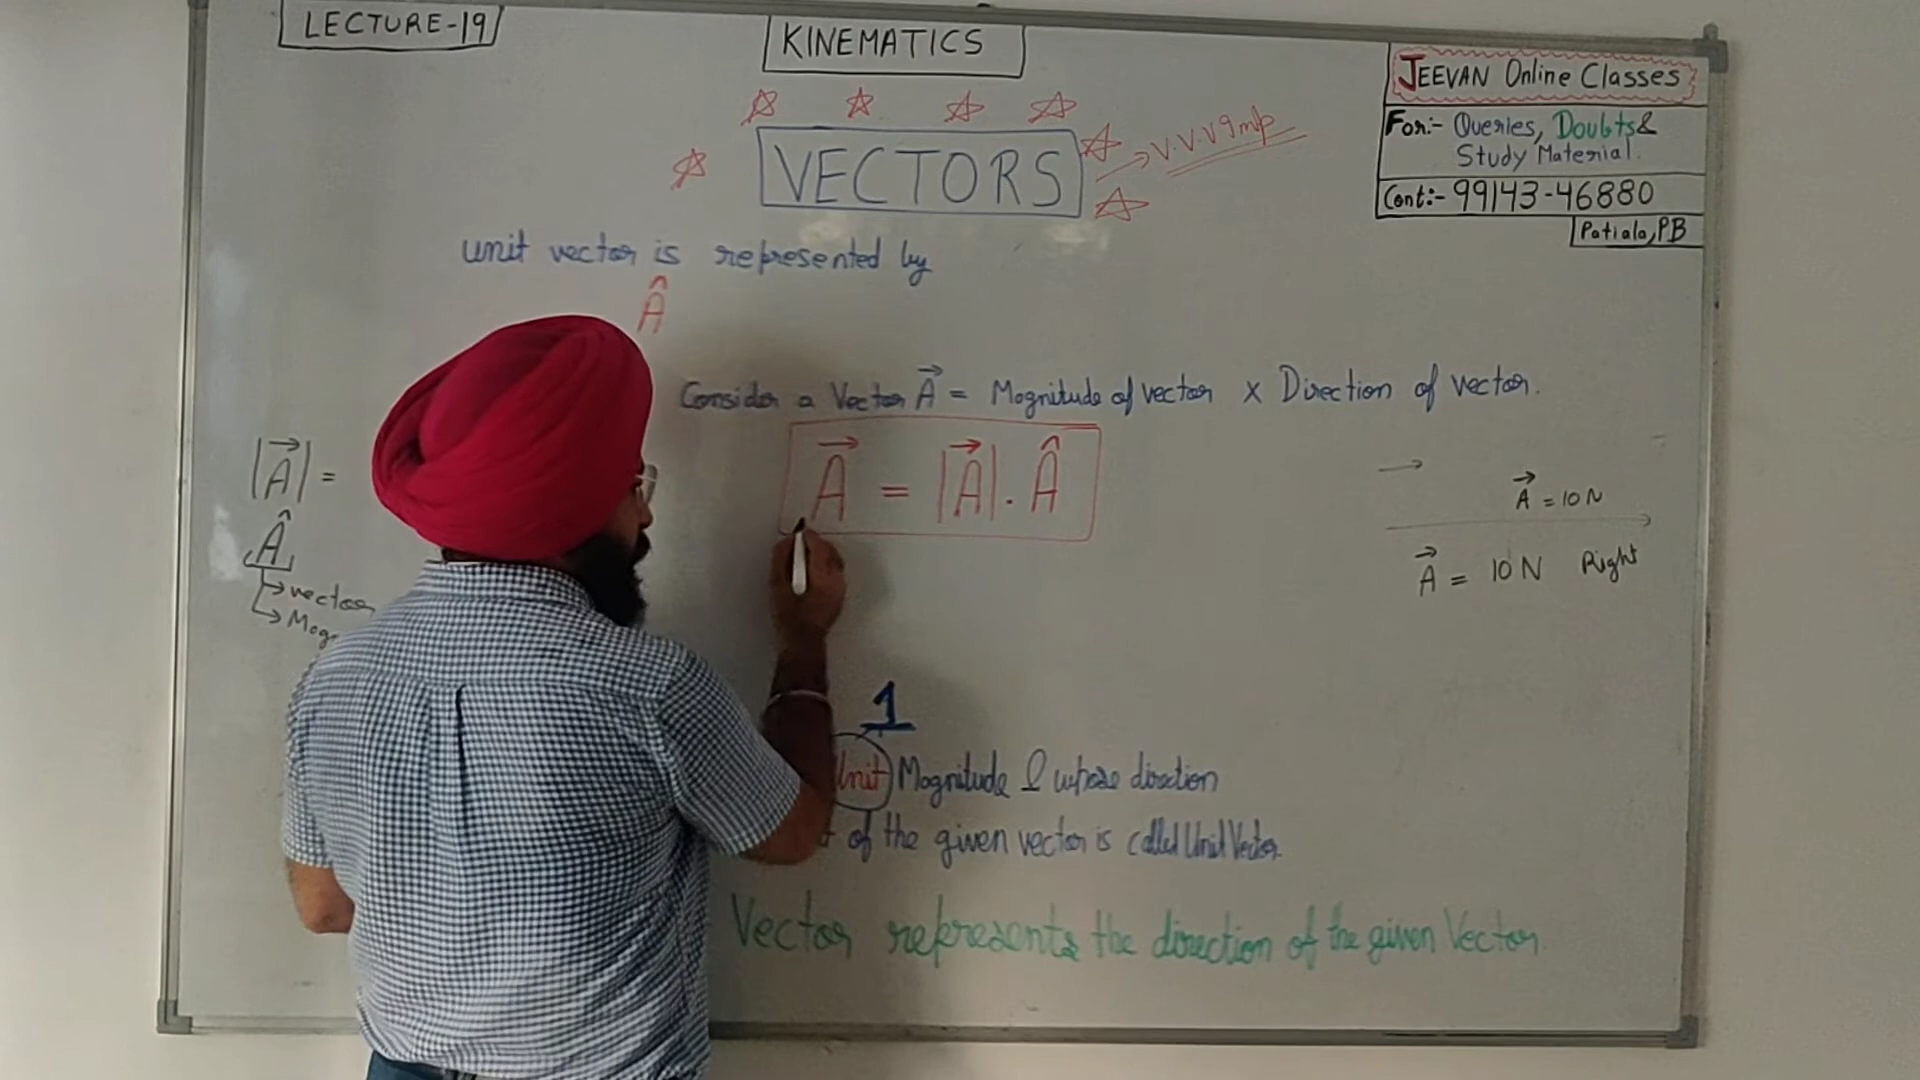 LECTURE-19
KINEMATICS
JEEVAN Online Classes
For:- Queries, Doubts &
Study Material.
Cont:- 99143-46880
Patiala, PB
VECTORS
V.V.V Imp
unit vector is represented by
Â
Consider a Vector A⃗ = Magnitude of vector × Direction of vector.
A⃗ = |A⃗| . Â
|A⃗| =
Â
→ vector
A⃗ = 10 N
A⃗ = 10 N Right
1
Unit Magnitude & whose direction
of the given vector is called Unit Vector
Vector represents the direction of the given Vector